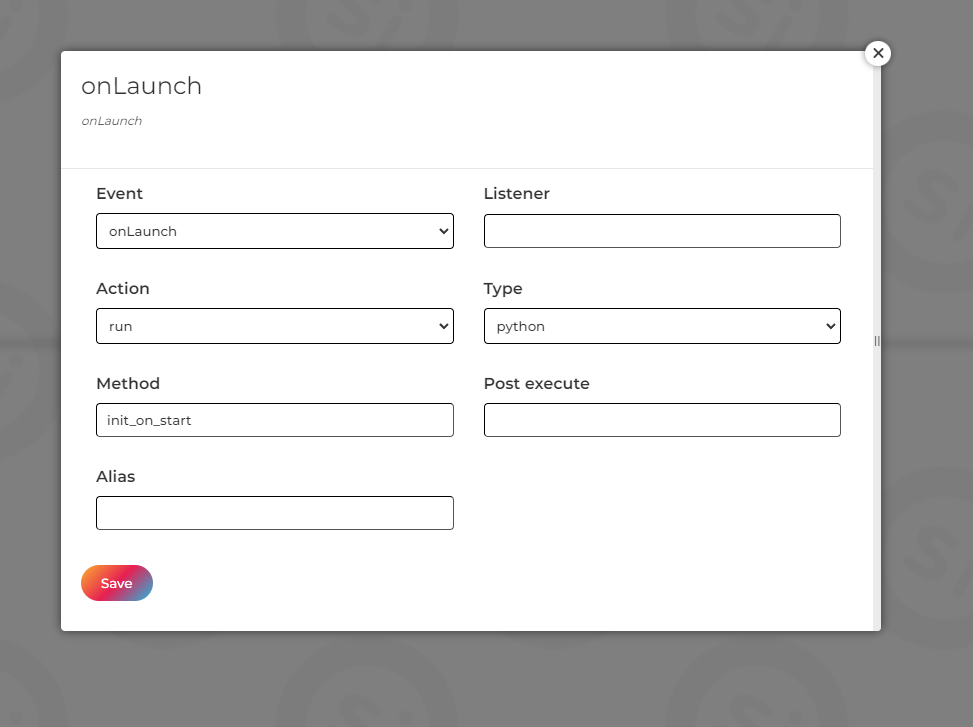 onLaunch
onLaunch
Event
Listener
onLaunch
Action
Type
run
python
Method
Post execute
init_on_start
Alias
Save